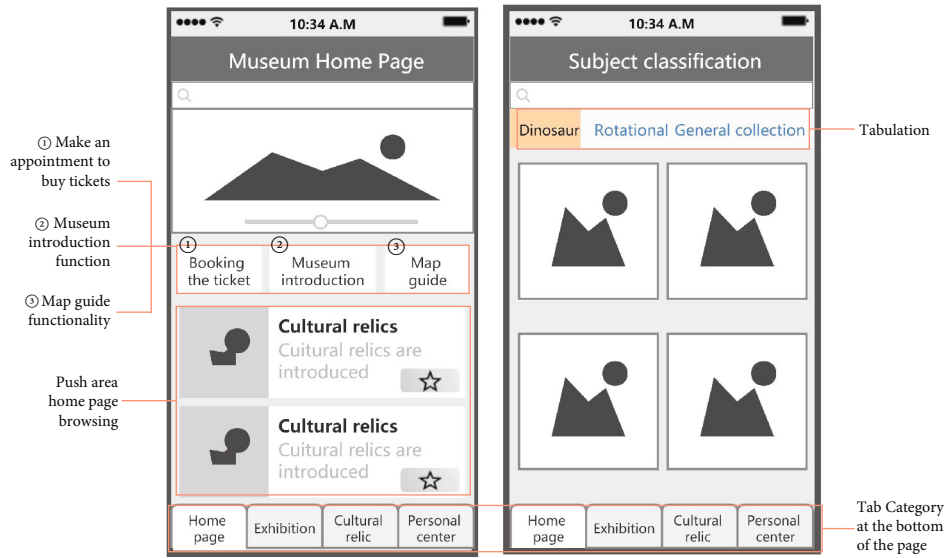 10:34 A.M
Museum Home Page
① Make an
appointment to
buy tickets
② Museum
introduction
function
③ Map guide
functionality
Push area
home page
browsing
①
Booking
the ticket
②
Museum
introduction
③
Map
guide
Cultural relics
Cuitural relics are
introduced
Cultural relics
Cuitural relics are
introduced
Home
page
Exhibition
Cultural
relic
Personal
center
10:34 A.M
Subject classification
Dinosaur Rotational General collection
Tabulation
Home
page
Exhibition
Cultural
relic
Personal
center
Tab Category
at the bottom
of the page